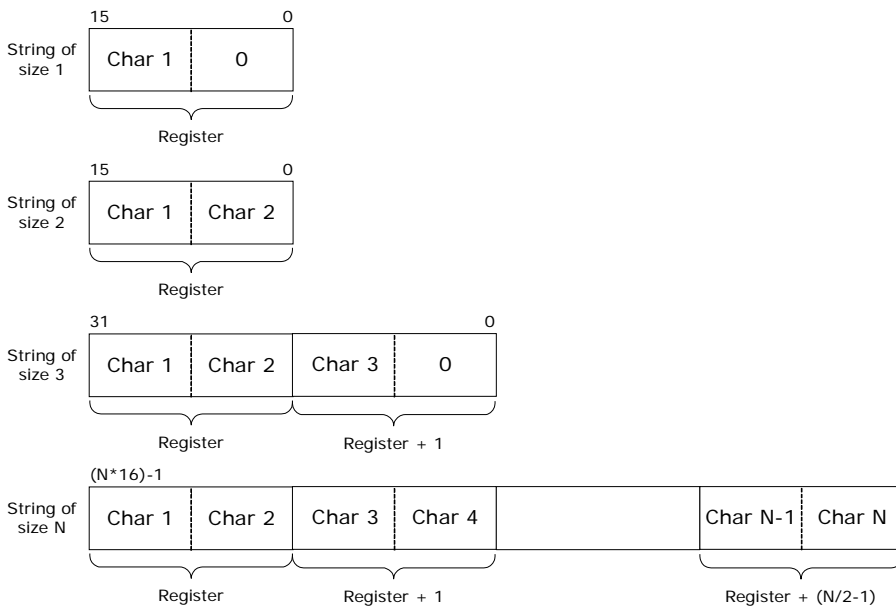 15 0
String of
size 1
Char 1 0
Register
15 0
String of
size 2
Char 1 Char 2
Register
31 0
String of
size 3
Char 1 Char 2 Char 3 0
Register Register + 1
(N*16)-1
String of
size N
Char 1 Char 2 Char 3 Char 4 Char N-1 Char N
Register Register + 1 Register + (N/2-1)